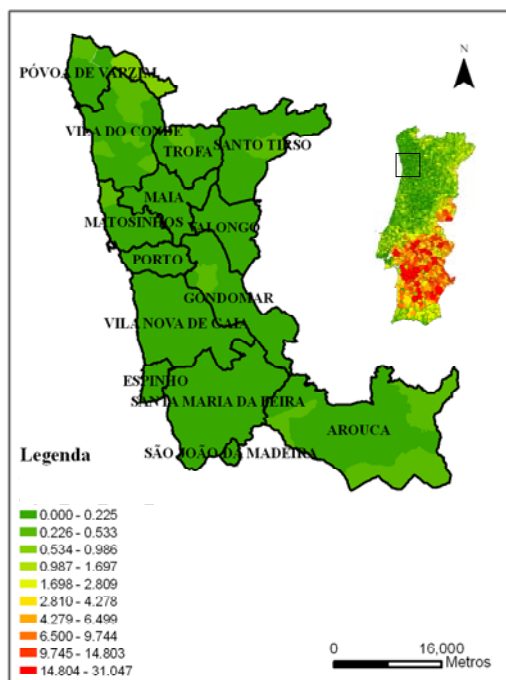 N
PÓVOA DE VARZIM
VILA DO CONDE
TROFA
SANTO TIRSO
MAIA
MATOSINHOS
VALONGO
PORTO
GONDOMAR
VILA NOVA DE GAIA
ESPINHO
SANTA MARIA DA FEIRA
AROUCA
SÃO JOÃO DA MADEIRA
Legenda
0.000 - 0.225
0.226 - 0.533
0.534 - 0.986
0.987 - 1.697
1.698 - 2.809
2.810 - 4.278
4.279 - 6.499
6.500 - 9.744
9.745 - 14.803
14.804 - 31.047
0 16,000
Metros